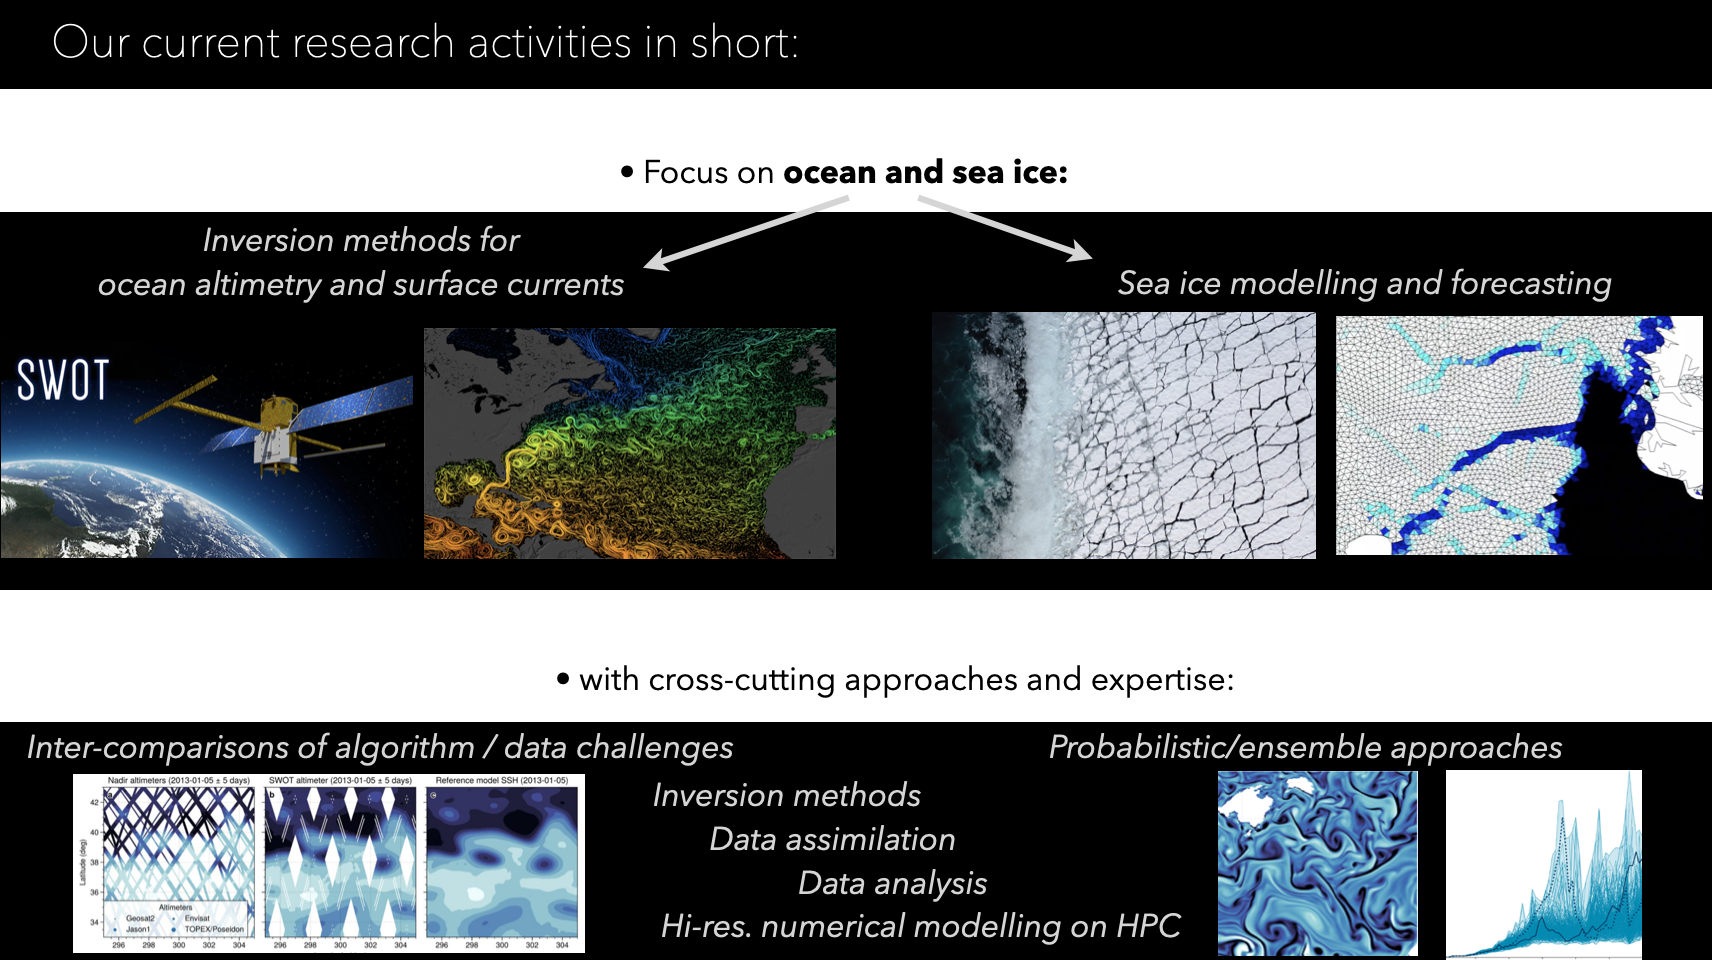 Our current research activities in short:
• Focus on ocean and sea ice:
Inversion methods for
ocean altimetry and surface currents
Sea ice modelling and forecasting
SWOT
• with cross-cutting approaches and expertise:
Inter-comparisons of algorithm / data challenges
Probabilistic/ensemble approaches
Nadir altimeters (2013-01-05 ± 5 days)
SWOT altimeter (2013-01-05 ± 5 days)
Reference model SSH (2013-01-05)
a
b
c
Latitude (deg)
42
40
38
36
34
Altimeters
Geosat2
Envisat
Jason1
TOPEX/Poseidon
296 298 300 302 304
296 298 300 302 304
296 298 300 302 304
Inversion methods
Data assimilation
Data analysis
Hi-res. numerical modelling on HPC